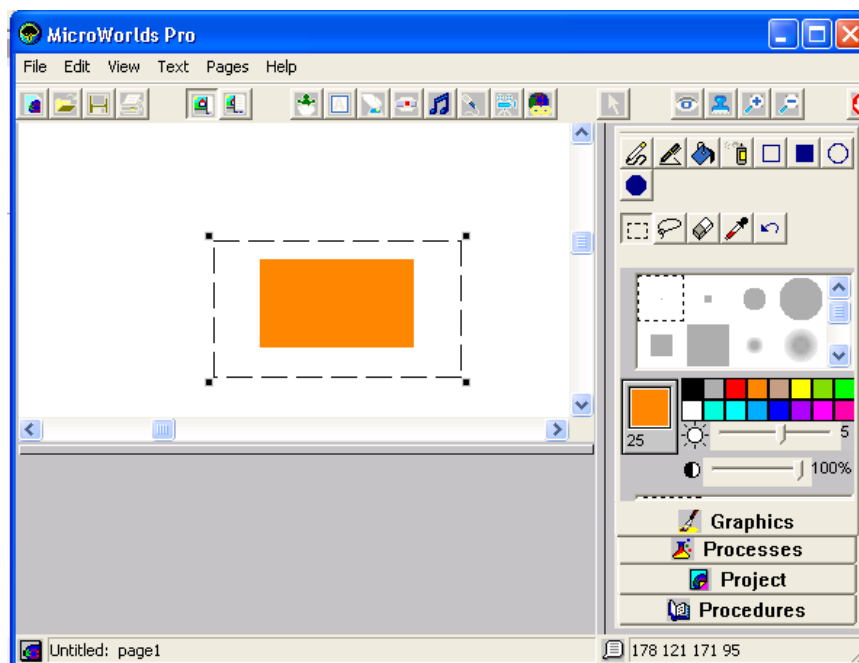 MicroWorlds Pro
File Edit View Text Pages Help
A
25
5
100%
Graphics
Processes
Project
Procedures
Untitled: page1
178 121 171 95